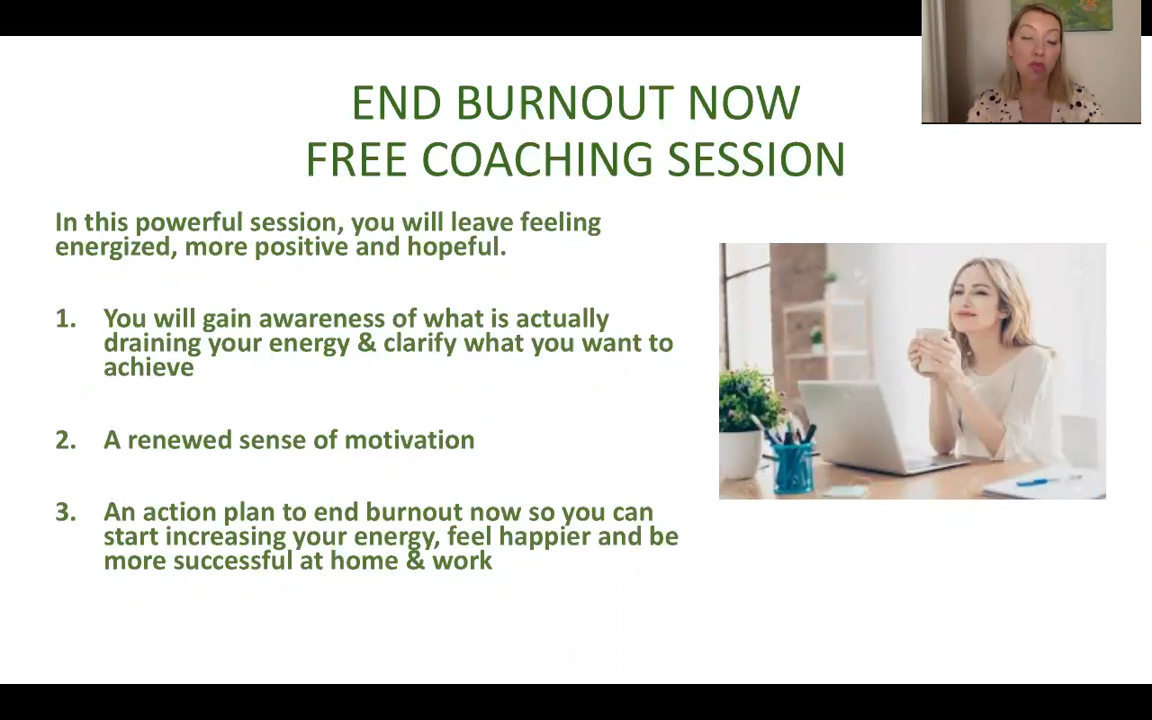 END BURNOUT NOW
FREE COACHING SESSION
In this powerful session, you will leave feeling
energized, more positive and hopeful.
1. You will gain awareness of what is actually
draining your energy & clarify what you want to
achieve
2. A renewed sense of motivation
3. An action plan to end burnout now so you can
start increasing your energy, feel happier and be
more successful at home & work